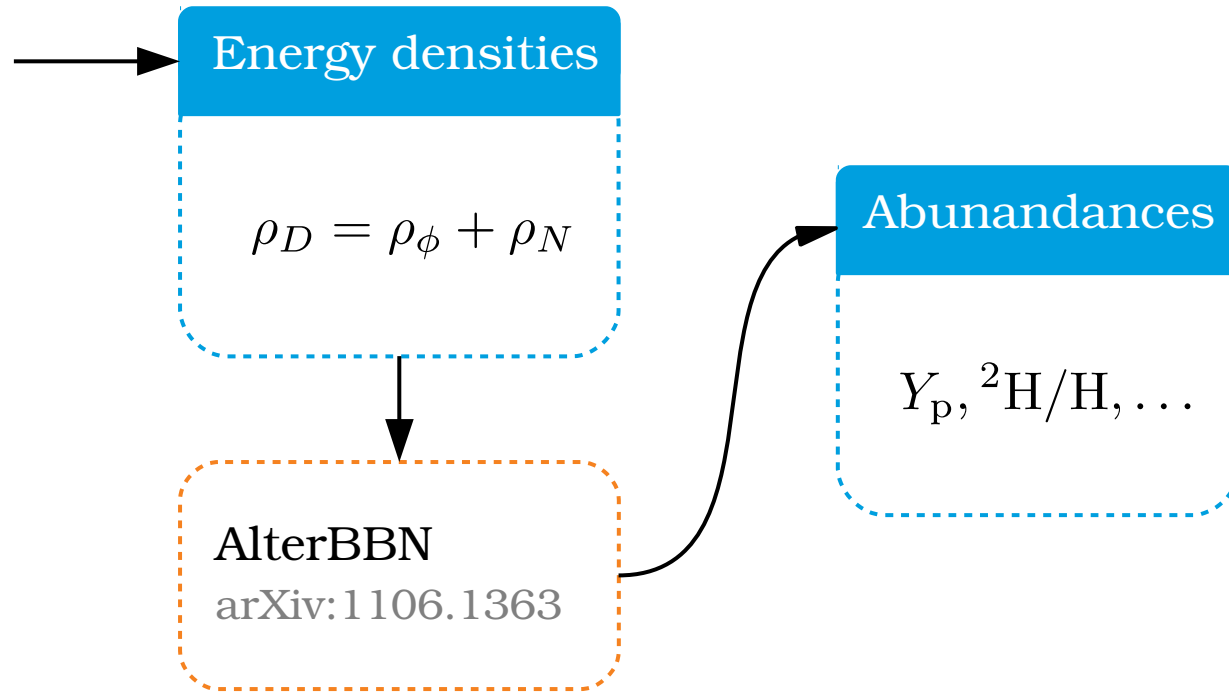 Energy densities
ρ_D = ρ_ϕ + ρ_N
AlterBBN
arXiv:1106.1363
Abunandances
Y_p, ²H/H, …